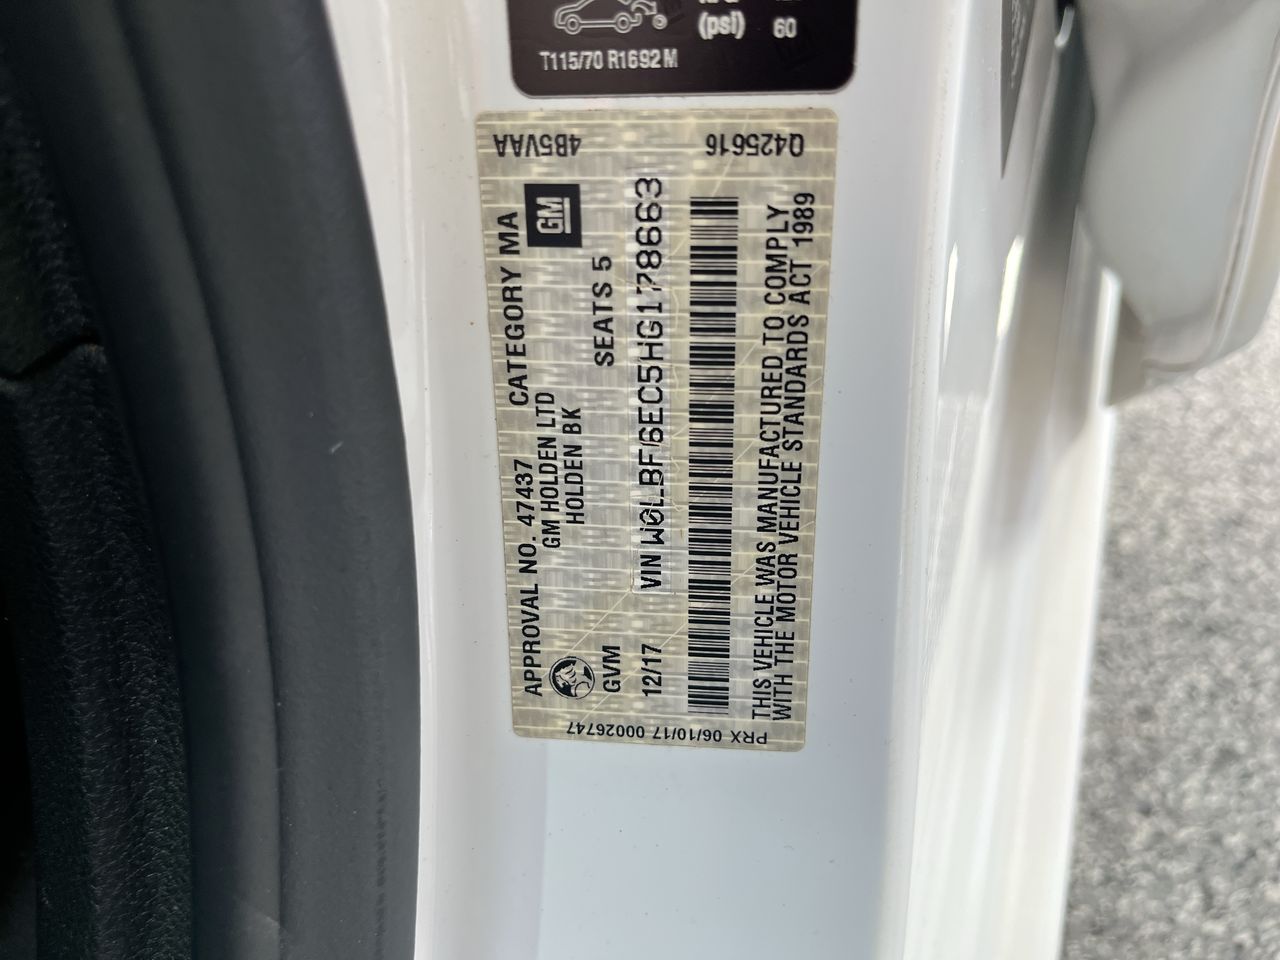 (psi) 60
T115/70 R1692M
4B5VAA Q425616
APPROVAL NO. 47437 CATEGORY MA
GM HOLDEN LTD
HOLDEN BK
GM
GVM SEATS 5
12/17 VIN W0LBF6EC5HG178663
THIS VEHICLE WAS MANUFACTURED TO COMPLY
WITH THE MOTOR VEHICLE STANDARDS ACT 1989
PRX 06/10/17 00026747